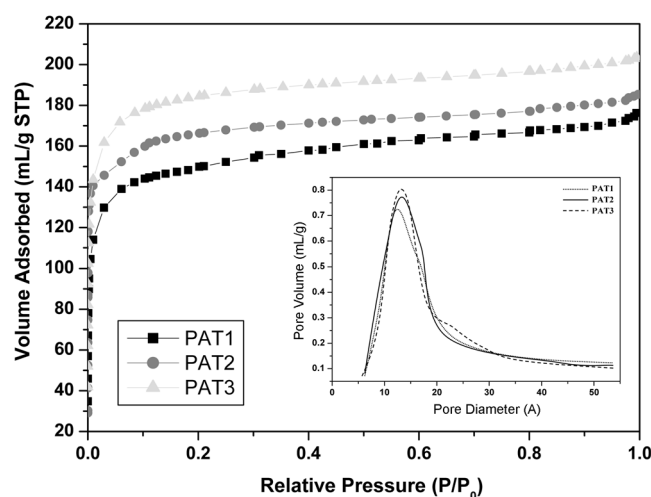 Volume Adsorbed (mL/g STP)
220
200
180
160
140
120
100
80
60
40
20
PAT1
PAT2
PAT3
0.0 0.2 0.4 0.6 0.8 1.0
Relative Pressure (P/P₀)
Pore Volume (mL/g)
0.8
0.7
0.6
0.5
0.4
0.3
0.2
0.1
PAT1
PAT2
PAT3
10 20 30 40 50
Pore Diameter (A)